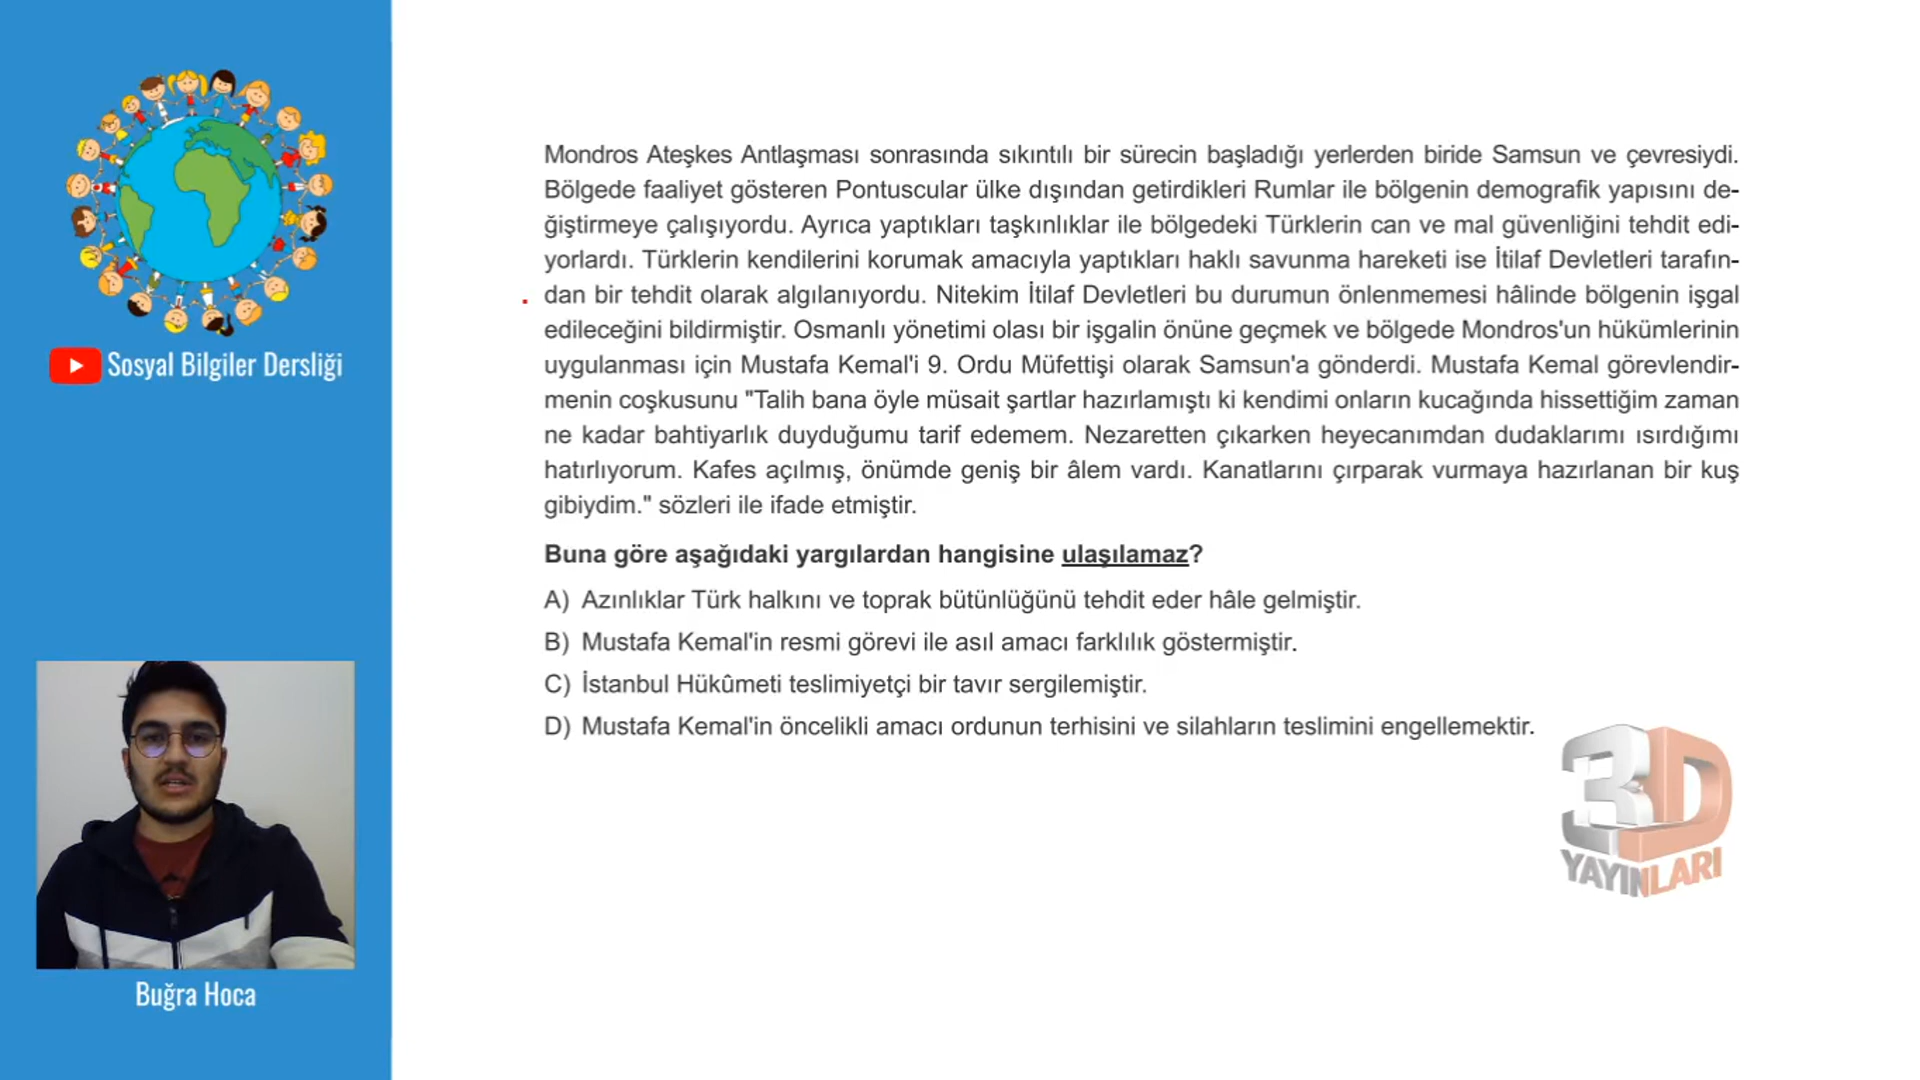 Mondros Ateşkes Antlaşması sonrasında sıkıntılı bir sürecin başladığı yerlerden biride Samsun ve çevresiydi.
Bölgede faaliyet gösteren Pontuscular ülke dışından getirdikleri Rumlar ile bölgenin demografik yapısını de-
ğiştirmeye çalışıyordu. Ayrıca yaptıkları taşkınlıklar ile bölgedeki Türklerin can ve mal güvenliğini tehdit edi-
yorlardı. Türklerin kendilerini korumak amacıyla yaptıkları haklı savunma hareketi ise İtilaf Devletleri tarafın-
dan bir tehdit olarak algılanıyordu. Nitekim İtilaf Devletleri bu durumun önlenmemesi hâlinde bölgenin işgal
edileceğini bildirmiştir. Osmanlı yönetimi olası bir işgalin önüne geçmek ve bölgede Mondros'un hükümlerinin
uygulanması için Mustafa Kemal'i 9. Ordu Müfettişi olarak Samsun'a gönderdi. Mustafa Kemal görevlendir-
menin coşkusunu "Talih bana öyle müsait şartlar hazırlamıştı ki kendimi onların kucağında hissettiğim zaman
ne kadar bahtiyarlık duyduğumu tarif edemem. Nezaretten çıkarken heyecanımdan dudaklarımı ısırdığımı
hatırlıyorum. Kafes açılmış, önümde geniş bir âlem vardı. Kanatlarını çırparak vurmaya hazırlanan bir kuş
gibiydim." sözleri ile ifade etmiştir.
Buna göre aşağıdaki yargılardan hangisine ulaşılamaz?
A) Azınlıklar Türk halkını ve toprak bütünlüğünü tehdit eder hâle gelmiştir.
B) Mustafa Kemal'in resmi görevi ile asıl amacı farklılık göstermiştir.
C) İstanbul Hükûmeti teslimiyetçi bir tavır sergilemiştir.
D) Mustafa Kemal'in öncelikli amacı ordunun terhisini ve silahların teslimini engellemektir.
Sosyal Bilgiler Dersliği
Buğra Hoca
3D
YAYINLARI